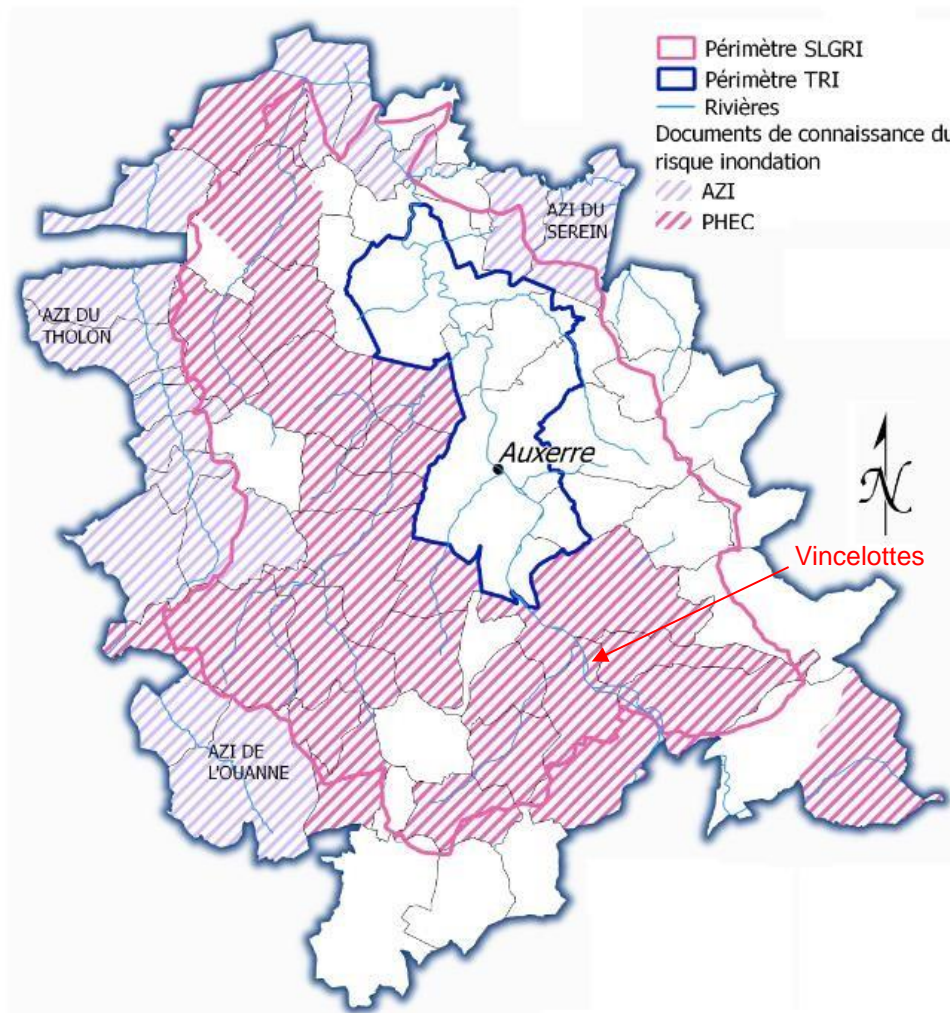 Périmètre SLGRI
Périmètre TRI
Rivières
Documents de connaissance du
risque inondation
AZI
PHEC
AZI DU
SEREIN
AZI DU
THOLON
Auxerre
N
Vincelottes
AZI DE
L'OUANNE